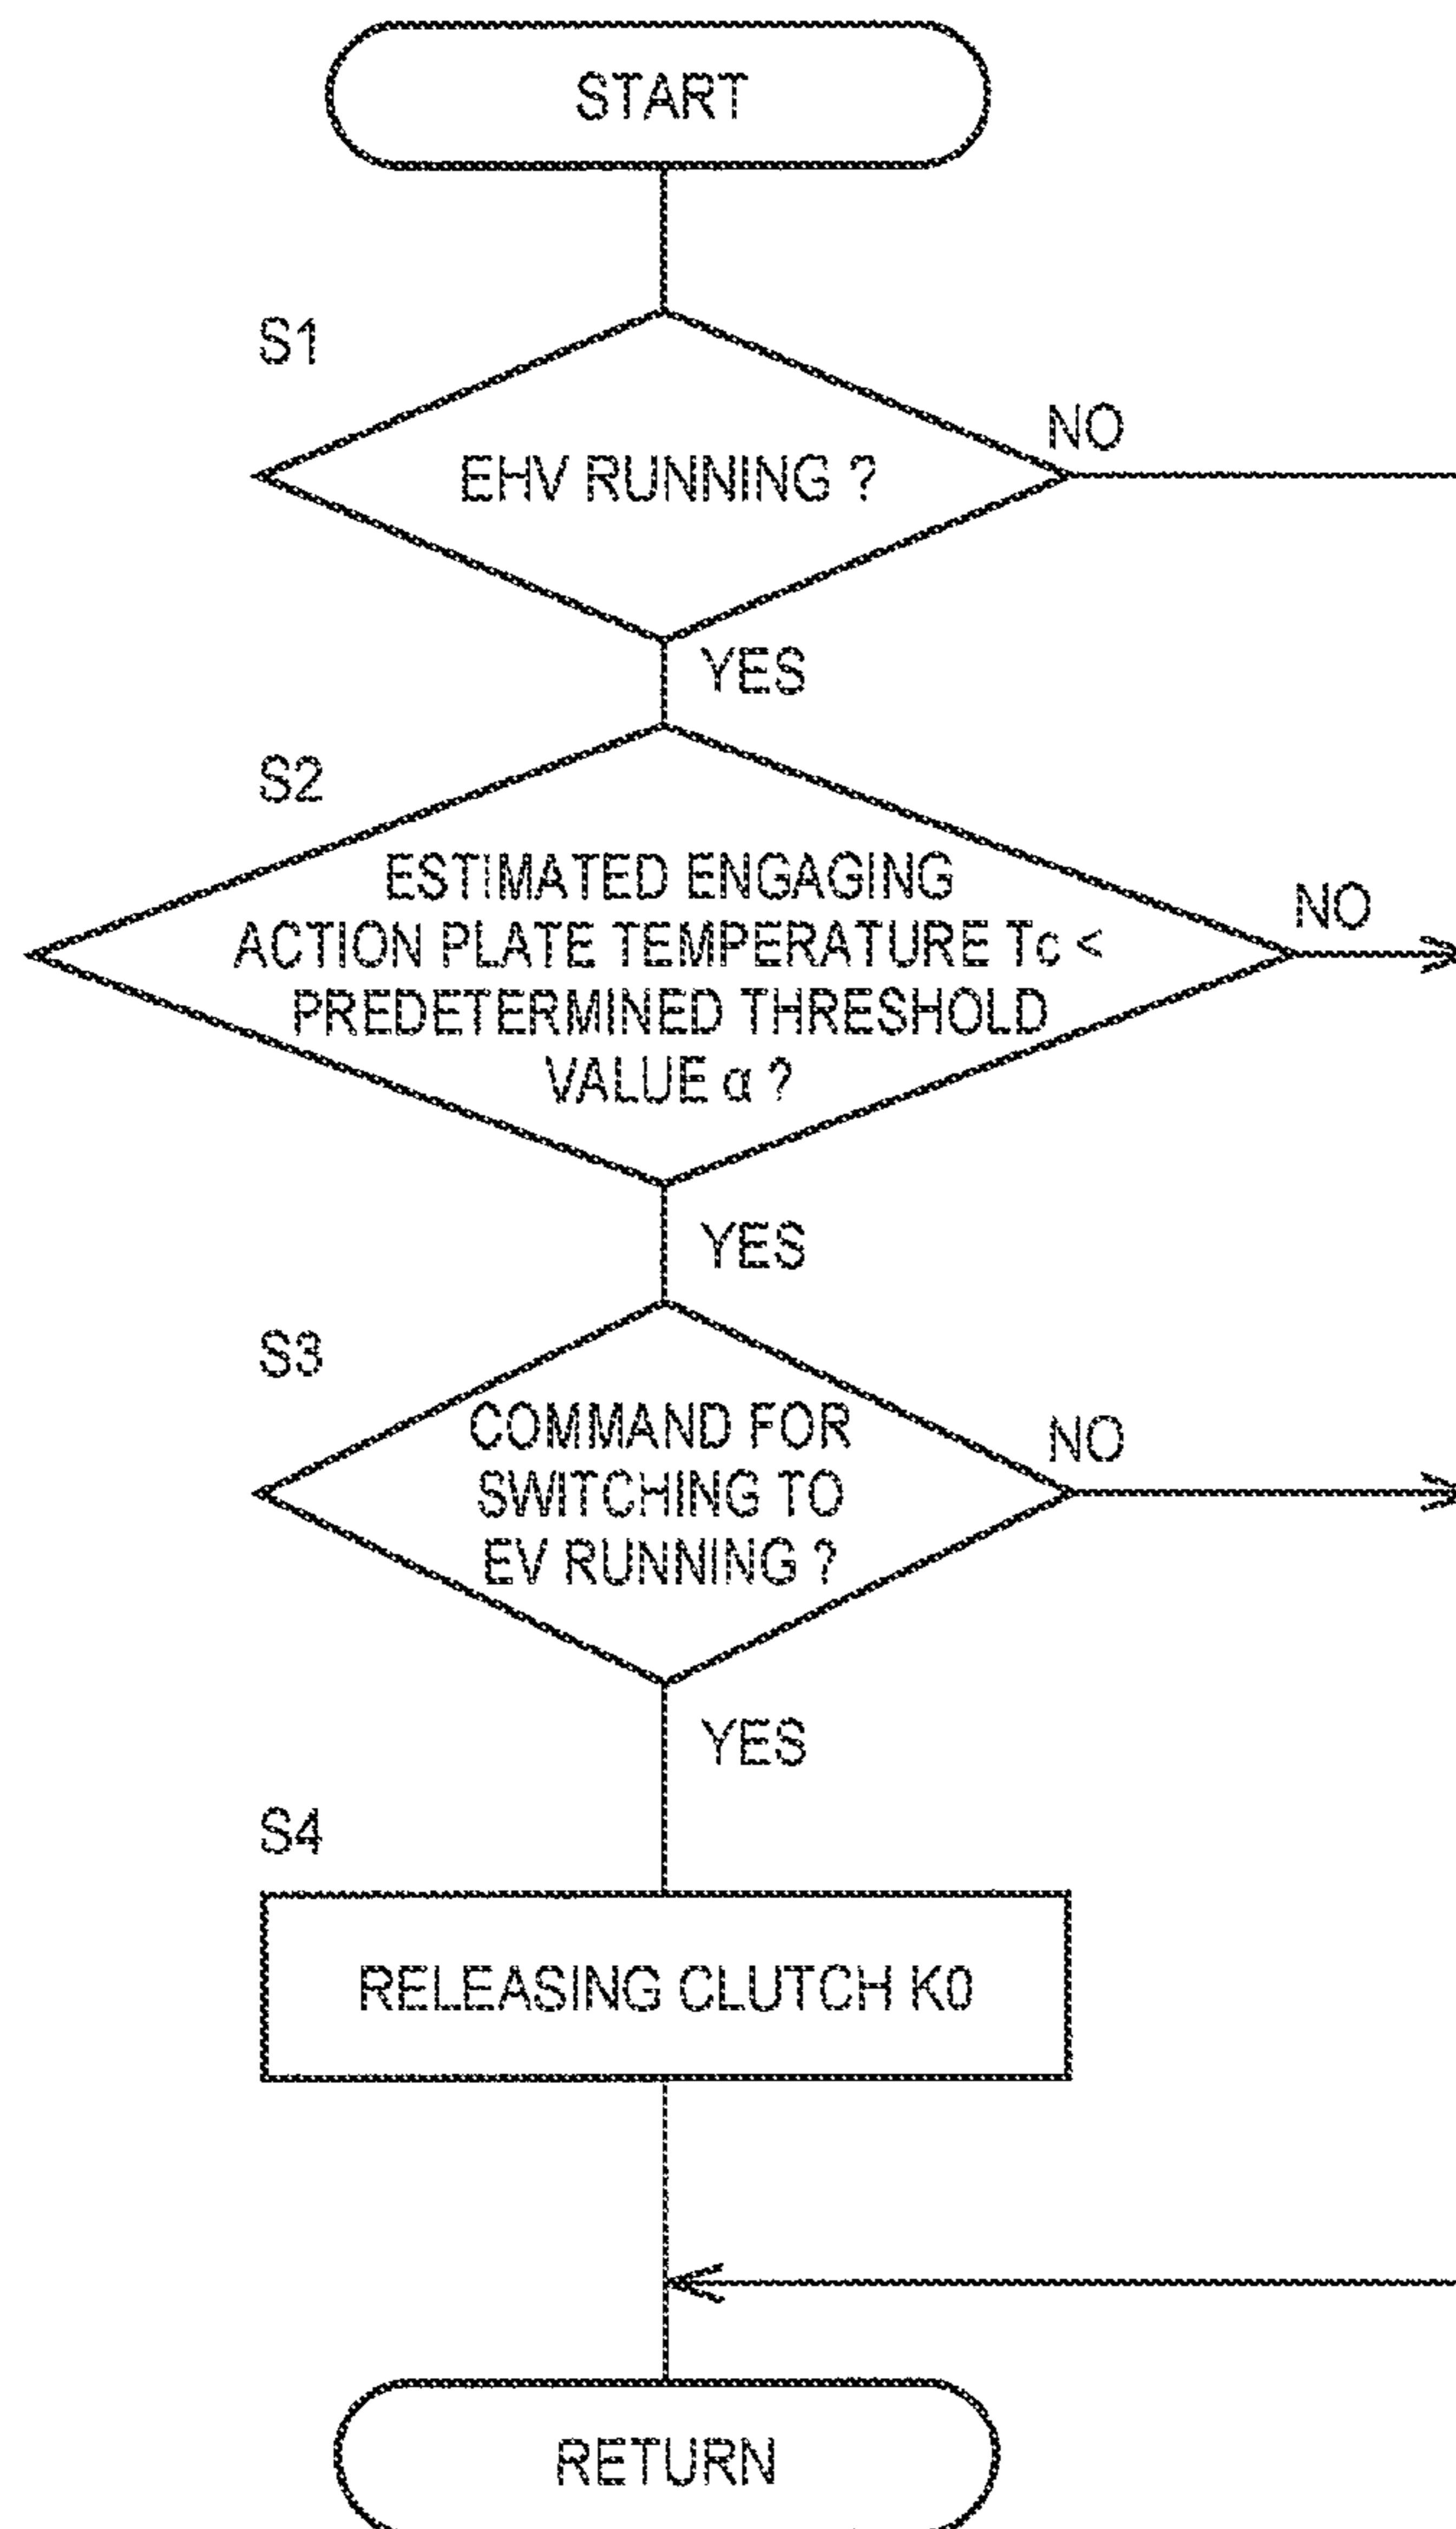 START
S1
EHV RUNNING ?
NO
YES
S2
ESTIMATED ENGAGING
ACTION PLATE TEMPERATURE Tc <
PREDETERMINED THRESHOLD
VALUE α ?
NO
YES
S3
COMMAND FOR
SWITCHING TO
EV RUNNING ?
NO
YES
S4
RELEASING CLUTCH K0
RETURN